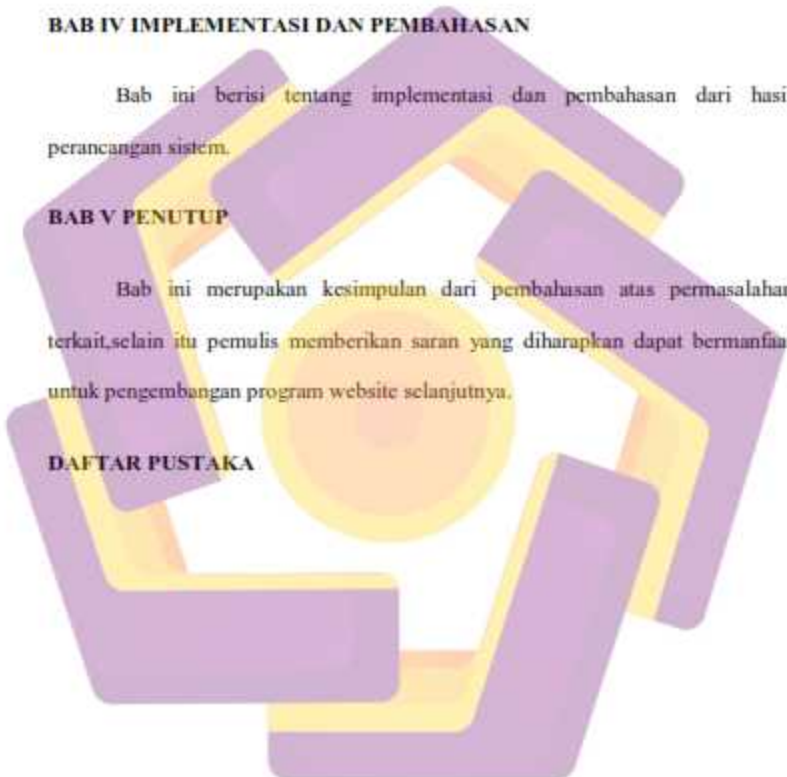 BAB IV IMPLEMENTASI DAN PEMBAHASAN
Bab ini berisi tentang implementasi dan pembahasan dari hasi
perancangan sistem.
BAB V PENUTUP
Bab ini merupakan kesimpulan dari pembahasan atas permasalahan
terkait,selain itu pemulis memberikan saran yang diharapkan dapat bermanfaa
untuk pengembangan program website selanjutnya.
DAFTAR PUSTAKA